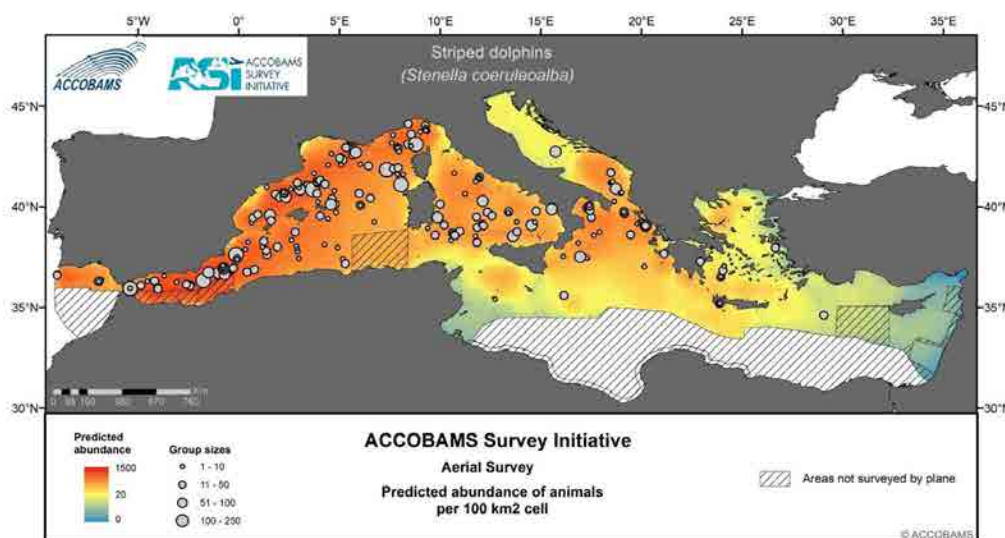 5°W 0° 5°E 10°E 15°E 20°E 25°E 30°E 35°E
Striped dolphins
(Stenella coeruleoalba)
ACCOBAMS
ASI
ACCOBAMS
SURVEY
INITIATIVE
45°N 45°N
40°N 40°N
35°N 35°N
30°N 30°N
Predicted
abundance
1500
20
0
Group sizes
1 - 10
11 - 50
51 - 100
100 - 250
ACCOBAMS Survey Initiative
Aerial Survey
Predicted abundance of animals
per 100 km2 cell
Areas not surveyed by plane
© ACCOBAMS